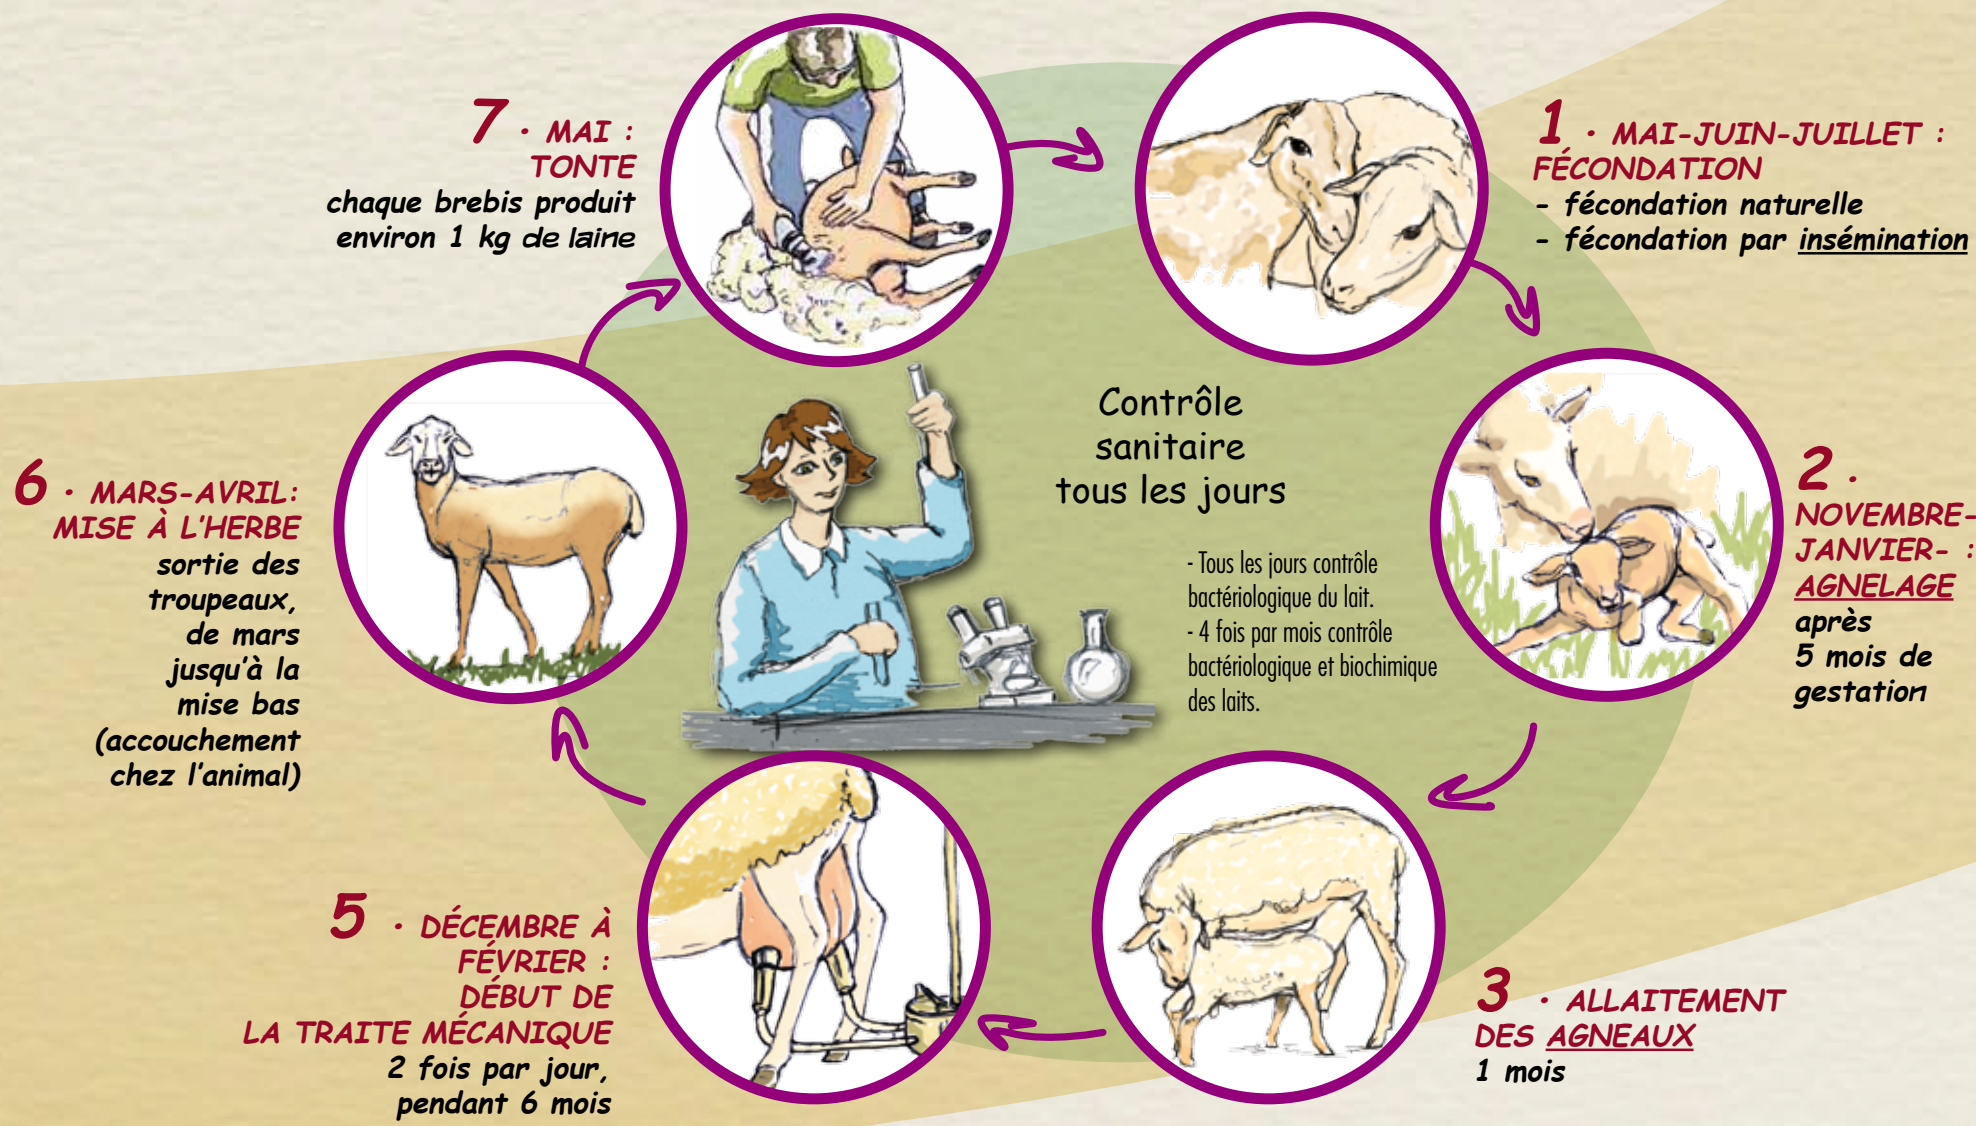 7 · MAI :
TONTE
chaque brebis produit
environ 1 kg de laine
1 · MAI-JUIN-JUILLET :
FÉCONDATION
- fécondation naturelle
- fécondation par insémination
2 ·
NOVEMBRE-
JANVIER- :
AGNELAGE
après
5 mois de
gestation
3 · ALLAITEMENT
DES AGNEAUX
1 mois
5 · DÉCEMBRE À
FÉVRIER :
DÉBUT DE
LA TRAITE MÉCANIQUE
2 fois par jour,
pendant 6 mois
6 · MARS-AVRIL:
MISE À L'HERBE
sortie des
troupeaux,
de mars
jusqu'à la
mise bas
(accouchement
chez l'animal)
Contrôle
sanitaire
tous les jours
- Tous les jours contrôle
bactériologique du lait.
- 4 fois par mois contrôle
bactériologique et biochimique
des laits.